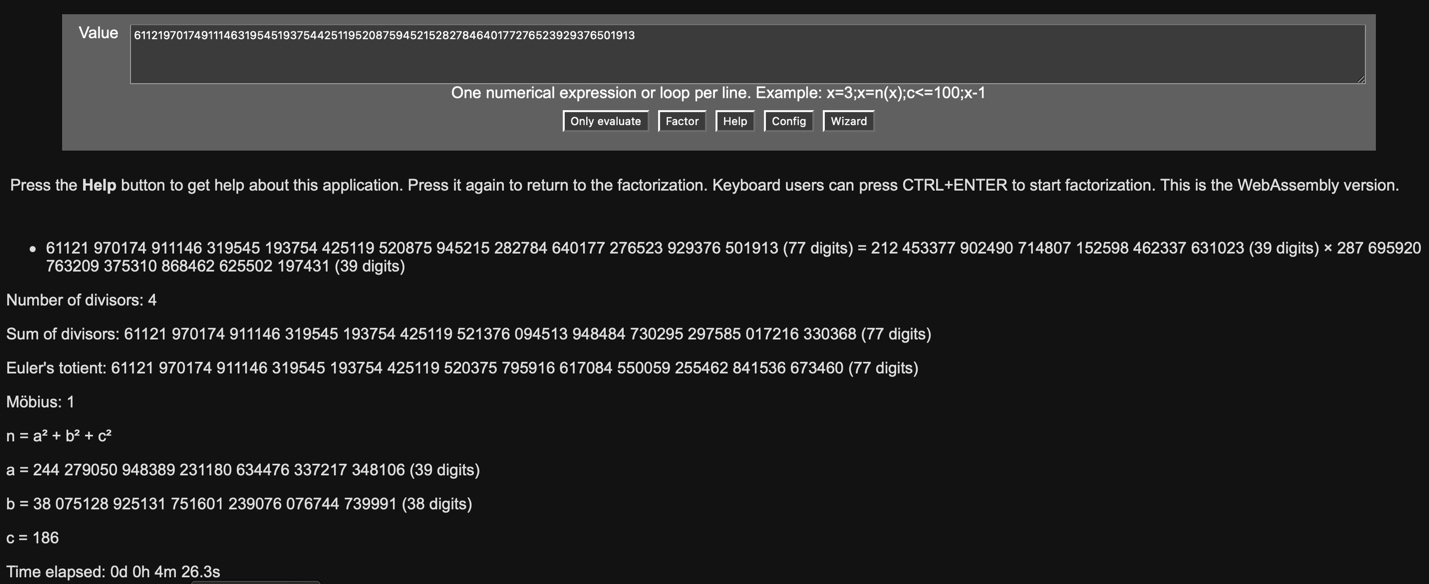 Value
61121970174911146319545193754425119520875945215282784640177276523929376501913
One numerical expression or loop per line. Example: x=3;x=n(x);c<=100;x-1
Only evaluate Factor Help Config Wizard
Press the Help button to get help about this application. Press it again to return to the factorization. Keyboard users can press CTRL+ENTER to start factorization. This is the WebAssembly version.
• 61121 970174 911146 319545 193754 425119 520875 945215 282784 640177 276523 929376 501913 (77 digits) = 212 453377 902490 714807 152598 462337 631023 (39 digits) × 287 695920
763209 375310 868462 625502 197431 (39 digits)
Number of divisors: 4
Sum of divisors: 61121 970174 911146 319545 193754 425119 521376 094513 948484 730295 297585 017216 330368 (77 digits)
Euler's totient: 61121 970174 911146 319545 193754 425119 520375 795916 617084 550059 255462 841536 673460 (77 digits)
Möbius: 1
n = a² + b² + c²
a = 244 279050 948389 231180 634476 337217 348106 (39 digits)
b = 38 075128 925131 751601 239076 076744 739991 (38 digits)
c = 186
Time elapsed: 0d 0h 4m 26.3s